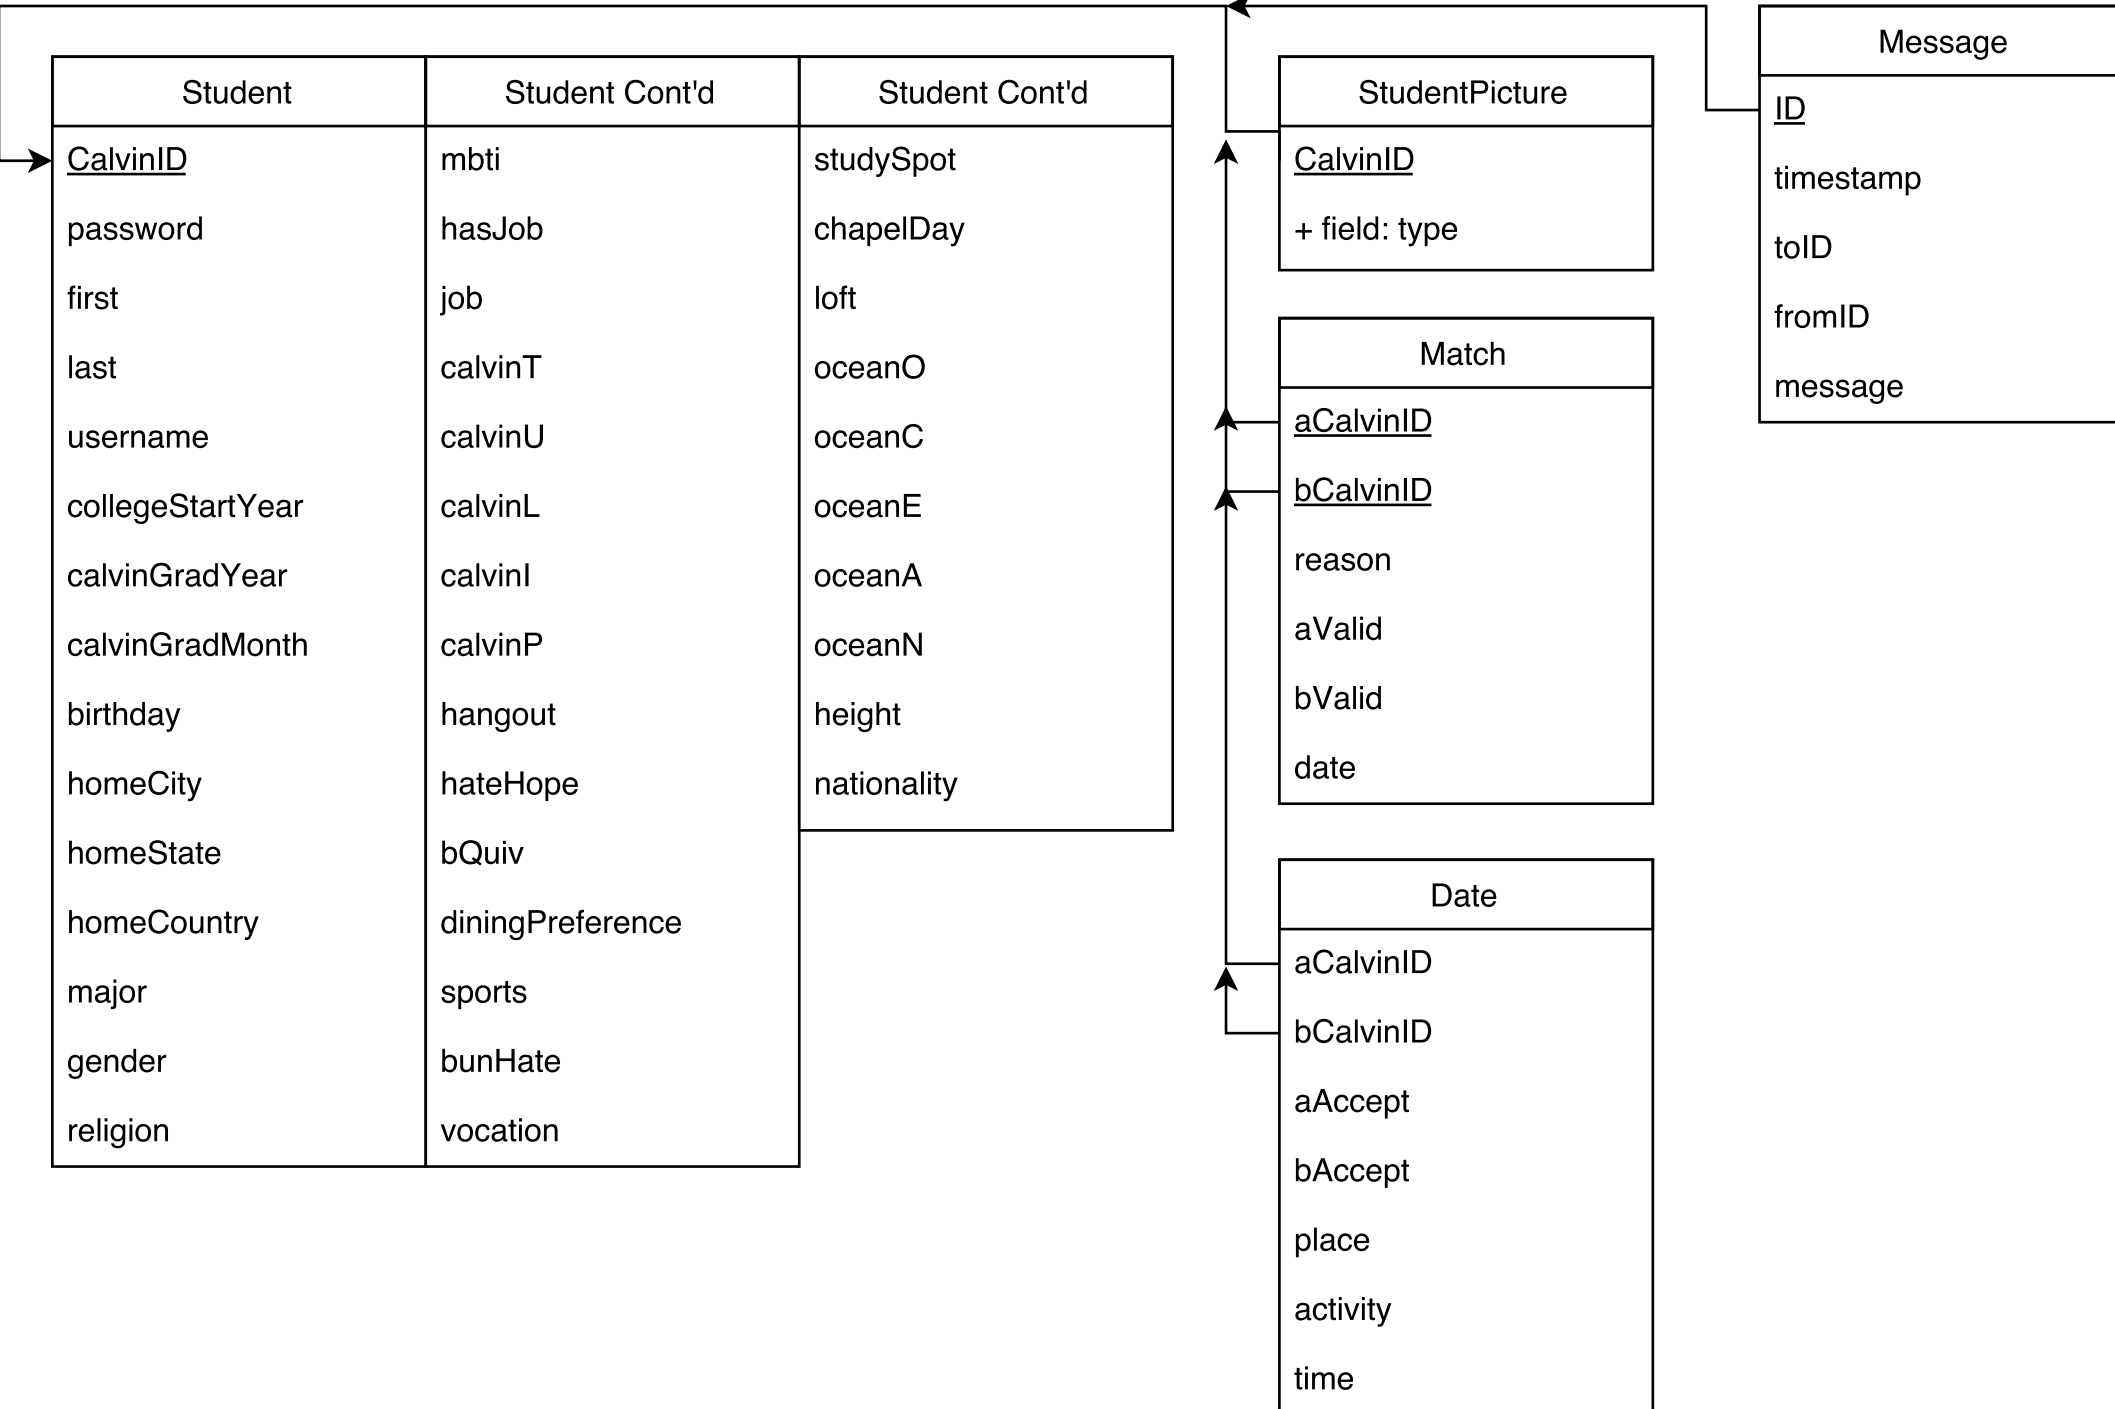 Student
CalvinID
password
first
last
username
collegeStartYear
calvinGradYear
calvinGradMonth
birthday
homeCity
homeState
homeCountry
major
gender
religion
Student Cont'd
mbti
hasJob
job
calvinT
calvinU
calvinL
calvinI
calvinP
hangout
hateHope
bQuiv
diningPreference
sports
bunHate
vocation
Student Cont'd
studySpot
chapelDay
loft
oceanO
oceanC
oceanE
oceanA
oceanN
height
nationality
StudentPicture
CalvinID
+ field: type
Match
aCalvinID
bCalvinID
reason
aValid
bValid
date
Date
aCalvinID
bCalvinID
aAccept
bAccept
place
activity
time
Message
ID
timestamp
toID
fromID
message